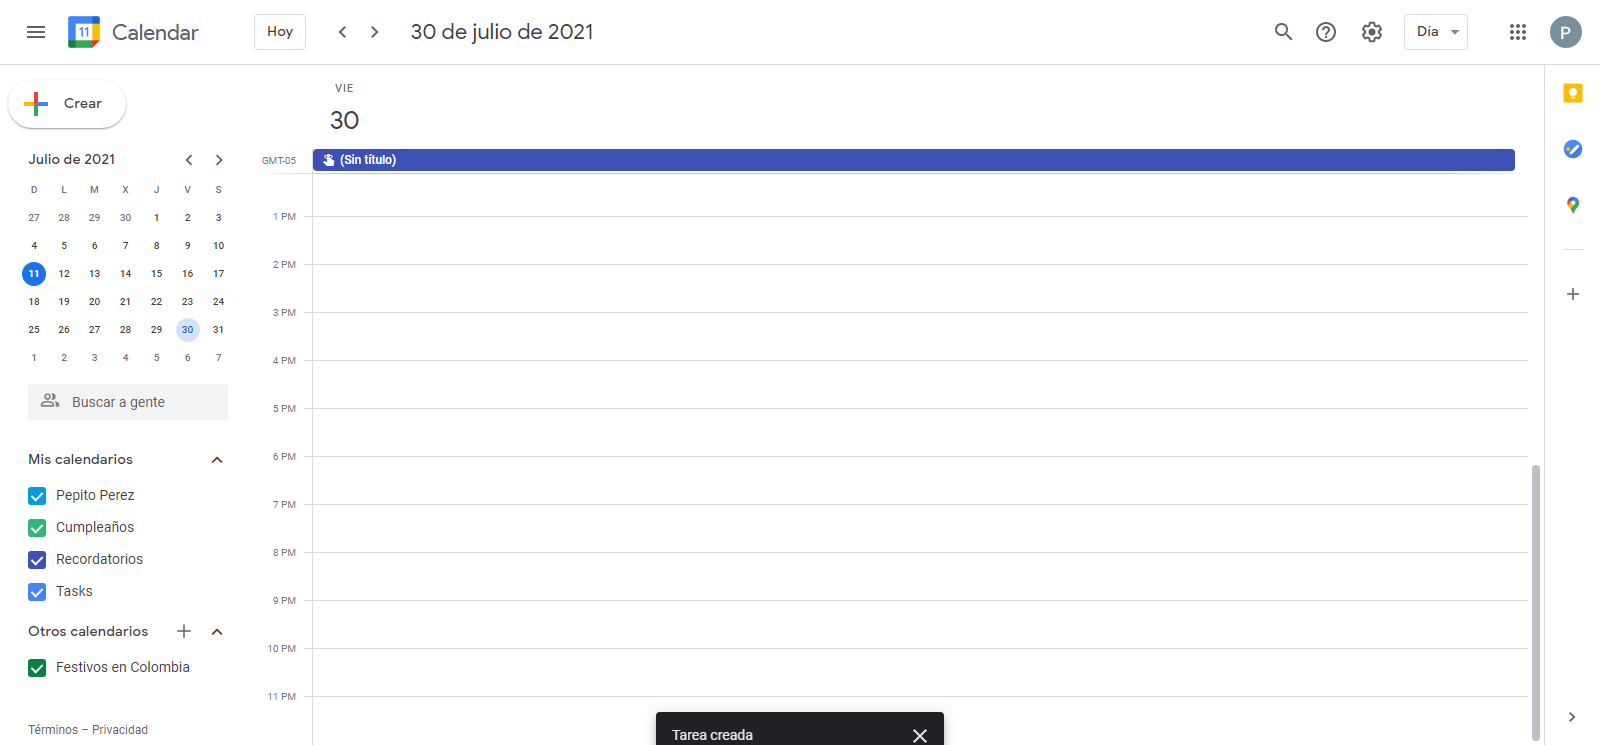 11 Calendar Hoy 30 de julio de 2021 Día P
Crear
VIE
30
Julio de 2021
GMT-05 (Sin título)
D L M X J V S
27 28 29 30 1 2 3
4 5 6 7 8 9 10
11 12 13 14 15 16 17
18 19 20 21 22 23 24
25 26 27 28 29 30 31
1 2 3 4 5 6 7
Buscar a gente
Mis calendarios
Pepito Perez
Cumpleaños
Recordatorios
Tasks
Otros calendarios
Festivos en Colombia
Términos – Privacidad
1 PM
2 PM
3 PM
4 PM
5 PM
6 PM
7 PM
8 PM
9 PM
10 PM
11 PM
Tarea creada